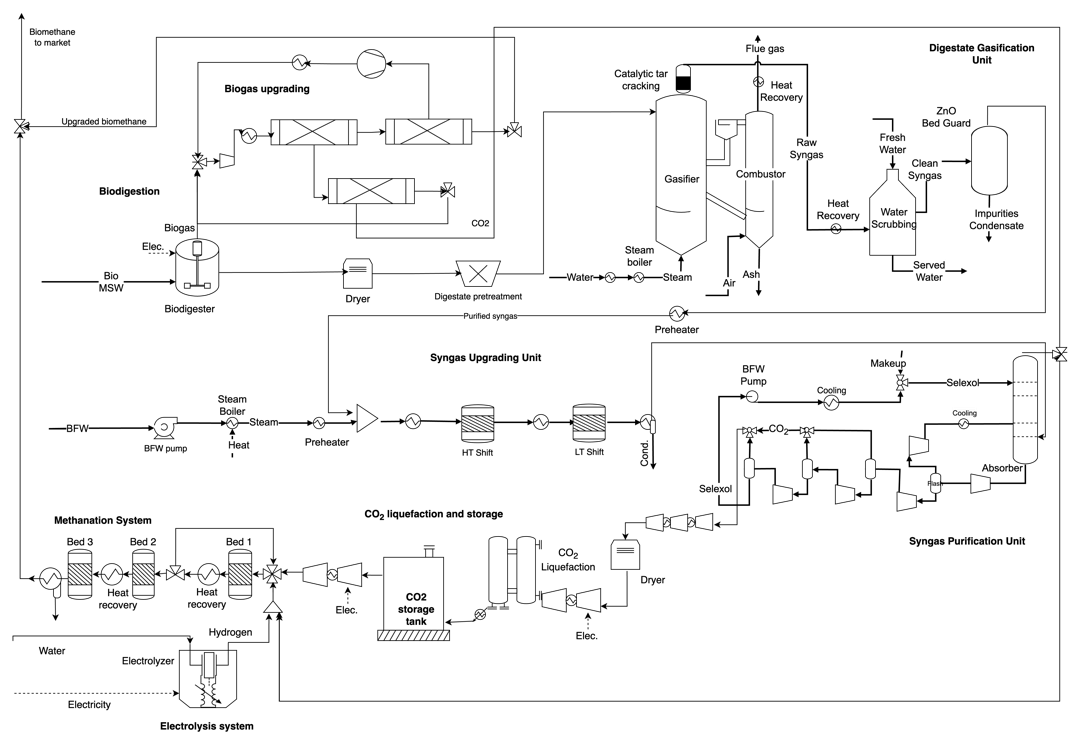 Biomethane
to market
Upgraded biomethane
Biogas upgrading
Biodigestion
Biogas
Elec.
Bio
MSW
Biodigester
CO2
Dryer
Digestate pretreatment
Digestate Gasification
Unit
Flue gas
Catalytic tar
cracking
Heat
Recovery
Gasifier
Combustor
Raw
Syngas
Heat
Recovery
Fresh
Water
Water
Scrubbing
Clean
Syngas
ZnO
Bed Guard
Impurities
Condensate
Served
Water
Water
Steam
boiler
Steam
Air
Ash
Purified syngas
Preheater
Syngas Upgrading Unit
BFW
BFW pump
Steam
Boiler
Steam
Heat
Preheater
HT Shift
LT Shift
Cond.
BFW
Pump
Cooling
Makeup
Selexol
Cooling
CO2
Selexol
Flash
Absorber
Syngas Purification Unit
Methanation System
Bed 3
Bed 2
Bed 1
Heat
recovery
Heat
recovery
CO2 liquefaction and storage
Elec.
CO2
storage
tank
CO2
Liquefaction
Elec.
Dryer
Hydrogen
Water
Electrolyzer
Electricity
Electrolysis system